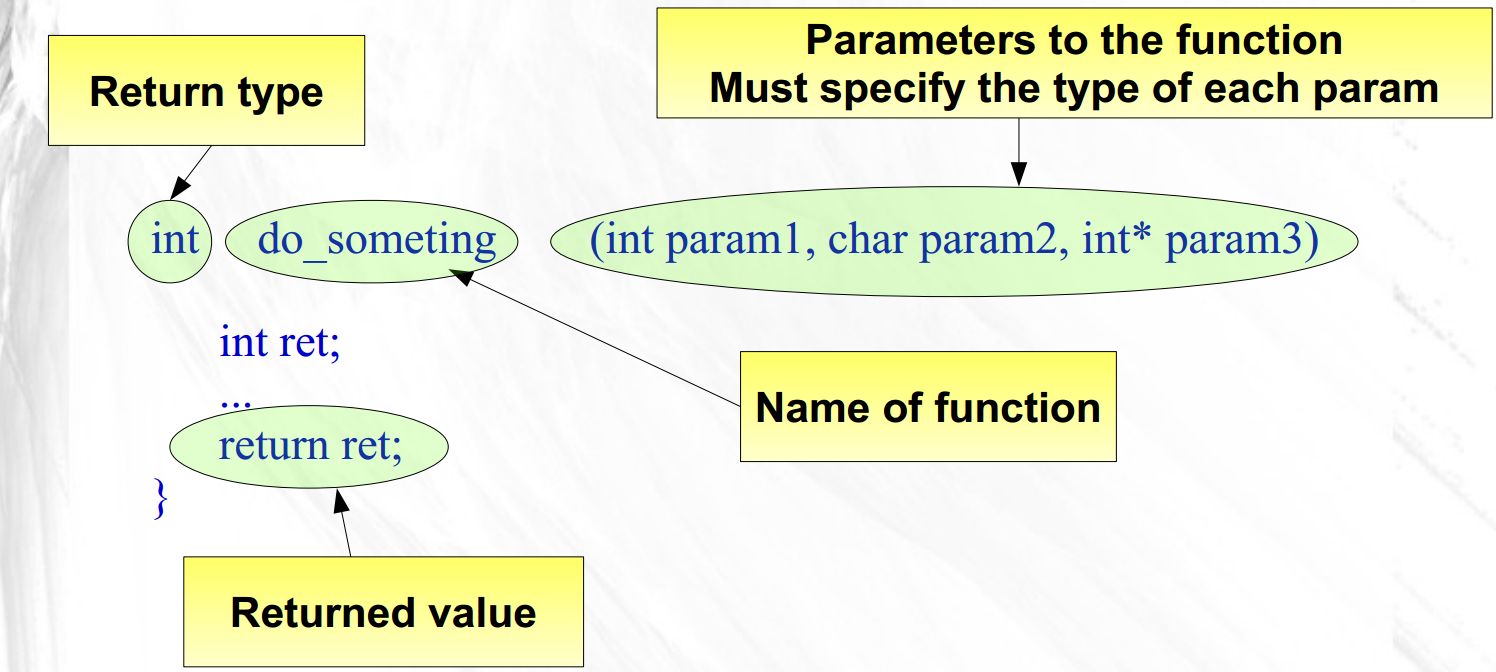 Return type
Parameters to the function
Must specify the type of each param
int do_someting (int param1, char param2, int* param3)
int ret;
...
return ret;
}
Name of function
Returned value